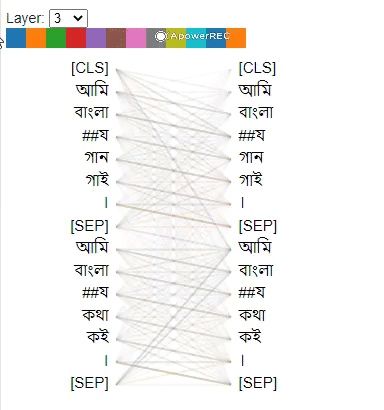 Layer: 3
ApowerREC
[CLS] [CLS]
আমি আমি
বাংলা বাংলা
##য ##য
গান গান
গাই গাই
। ।
[SEP] [SEP]
আমি আমি
বাংলা বাংলা
##য ##য
কথা কথা
কই কই
। ।
[SEP] [SEP]